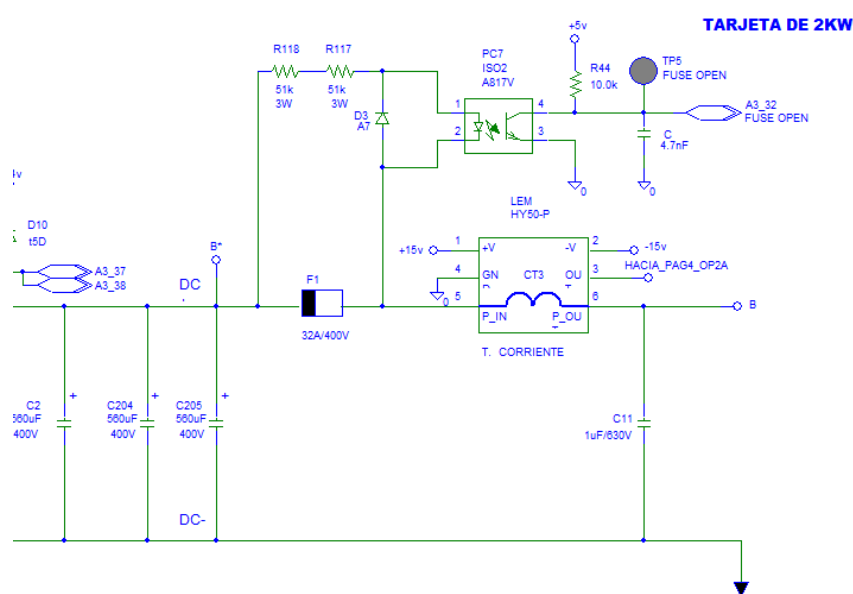 TARJETA DE 2KW
+5v
R118
R117
51k
3W
51k
3W
D3
A7
PC7
ISO2
A817V
1
2
4
3
R44
10.0k
TP5
FUSE OPEN
A3_32
FUSE OPEN
C
4.7nF
0
0
D10
t5D
A3_37
A3_38
B*
DC
F1
32A/400V
LEM
HY50-P
+15v
1
+V
-V
2
-15v
4
GN
CT3
OU
3
HACIA_PAG4_OP2A
0
5
P_IN
P_OU
6
B
T. CORRIENTE
C2
560uF
400V
+
C204
560uF
400V
+
C205
560uF
400V
+
C11
1uF/630V
DC-